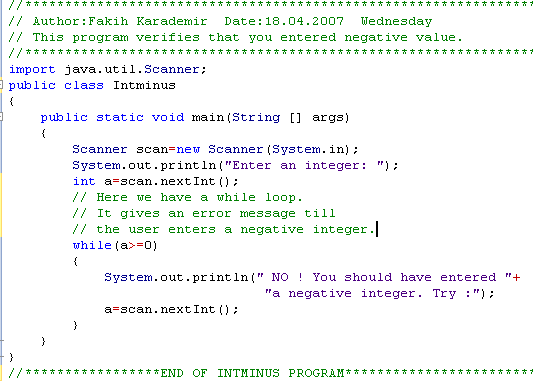 //****************************************************************
// Author:Fakih Karademir  Date:18.04.2007  Wednesday
// This program verifies that you entered negative value.
//****************************************************************
import java.util.Scanner;
public class Intminus
{
    public static void main(String [] args)
    {
        Scanner scan=new Scanner(System.in);
        System.out.println("Enter an integer: ");
        int a=scan.nextInt();
        // Here we have a while loop.
        // It gives an error message till
        // the user enters a negative integer.
        while(a>=0)
        {
            System.out.println(" NO ! You should have entered "+
                                "a negative integer. Try :");
            a=scan.nextInt();
        }
    }
}
//*****************END OF INTMINUS PROGRAM************************